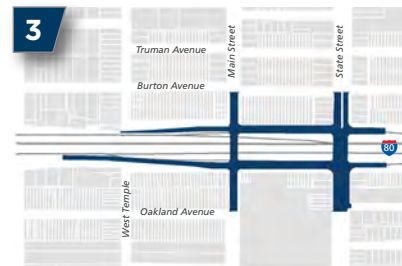 3
Truman Avenue
Main Street
State Street
Burton Avenue
80
West Temple
Oakland Avenue